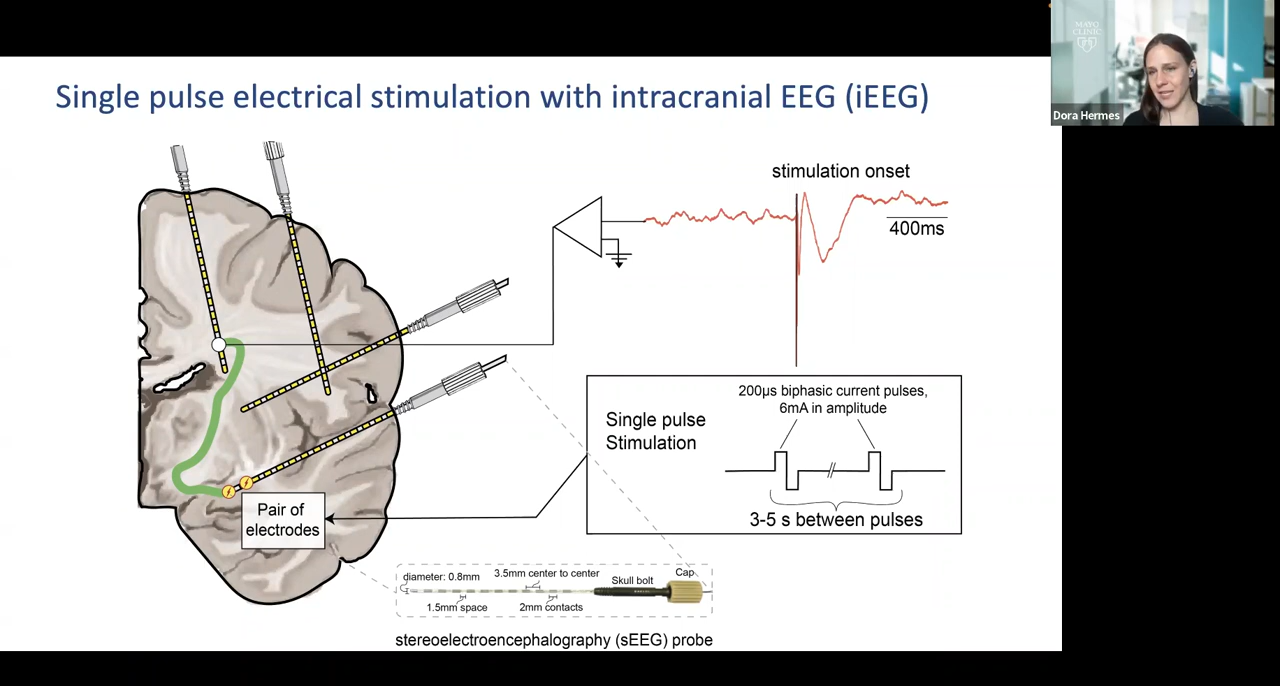 MAYO
CLINIC
Dora Hermes
Single pulse electrical stimulation with intracranial EEG (iEEG)
stimulation onset
400ms
200µs biphasic current pulses,
6mA in amplitude
Single pulse
Stimulation
3-5 s between pulses
Pair of
electrodes
diameter: 0.8mm
3.5mm center to center
Skull bolt
Cap
1.5mm space
2mm contacts
stereoelectroencephalography (sEEG) probe